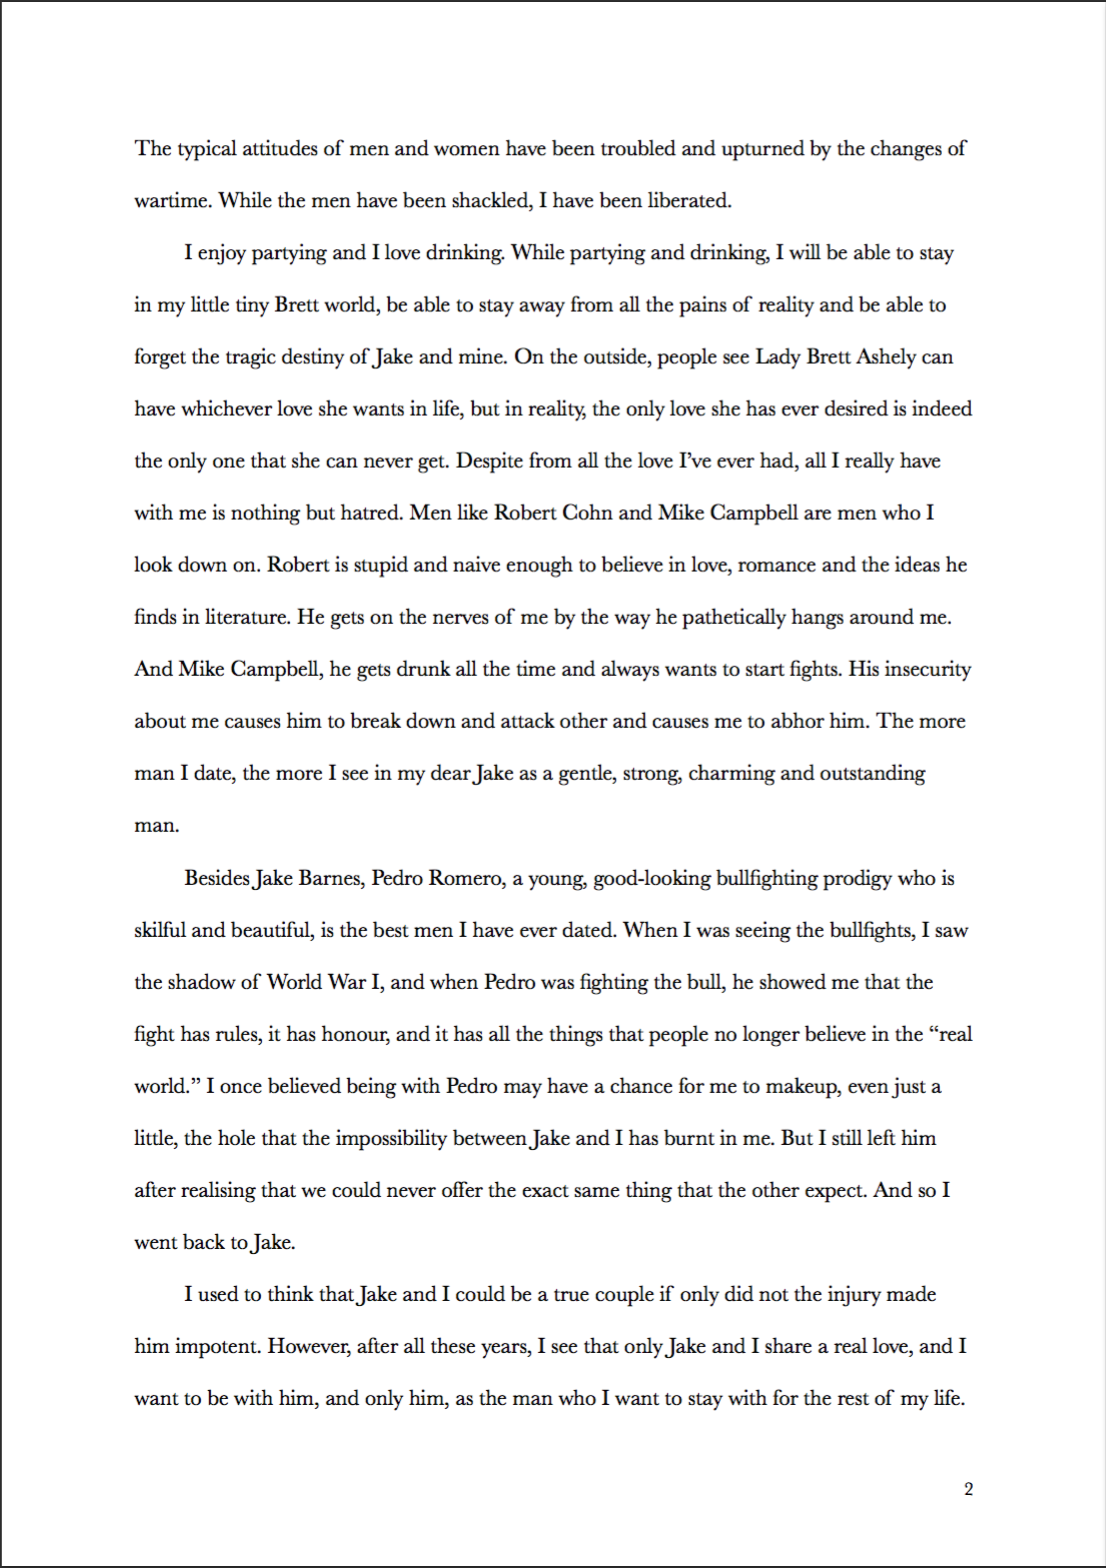 The typical attitudes of men and women have been troubled and upturned by the changes of
wartime. While the men have been shackled, I have been liberated.
I enjoy partying and I love drinking. While partying and drinking, I will be able to stay
in my little tiny Brett world, be able to stay away from all the pains of reality and be able to
forget the tragic destiny of Jake and mine. On the outside, people see Lady Brett Ashely can
have whichever love she wants in life, but in reality, the only love she has ever desired is indeed
the only one that she can never get. Despite from all the love I’ve ever had, all I really have
with me is nothing but hatred. Men like Robert Cohn and Mike Campbell are men who I
look down on. Robert is stupid and naive enough to believe in love, romance and the ideas he
finds in literature. He gets on the nerves of me by the way he pathetically hangs around me.
And Mike Campbell, he gets drunk all the time and always wants to start fights. His insecurity
about me causes him to break down and attack other and causes me to abhor him. The more
man I date, the more I see in my dear Jake as a gentle, strong, charming and outstanding
man.
Besides Jake Barnes, Pedro Romero, a young, good-looking bullfighting prodigy who is
skilful and beautiful, is the best men I have ever dated. When I was seeing the bullfights, I saw
the shadow of World War I, and when Pedro was fighting the bull, he showed me that the
fight has rules, it has honour, and it has all the things that people no longer believe in the “real
world.” I once believed being with Pedro may have a chance for me to makeup, even just a
little, the hole that the impossibility between Jake and I has burnt in me. But I still left him
after realising that we could never offer the exact same thing that the other expect. And so I
went back to Jake.
I used to think that Jake and I could be a true couple if only did not the injury made
him impotent. However, after all these years, I see that only Jake and I share a real love, and I
want to be with him, and only him, as the man who I want to stay with for the rest of my life.
2